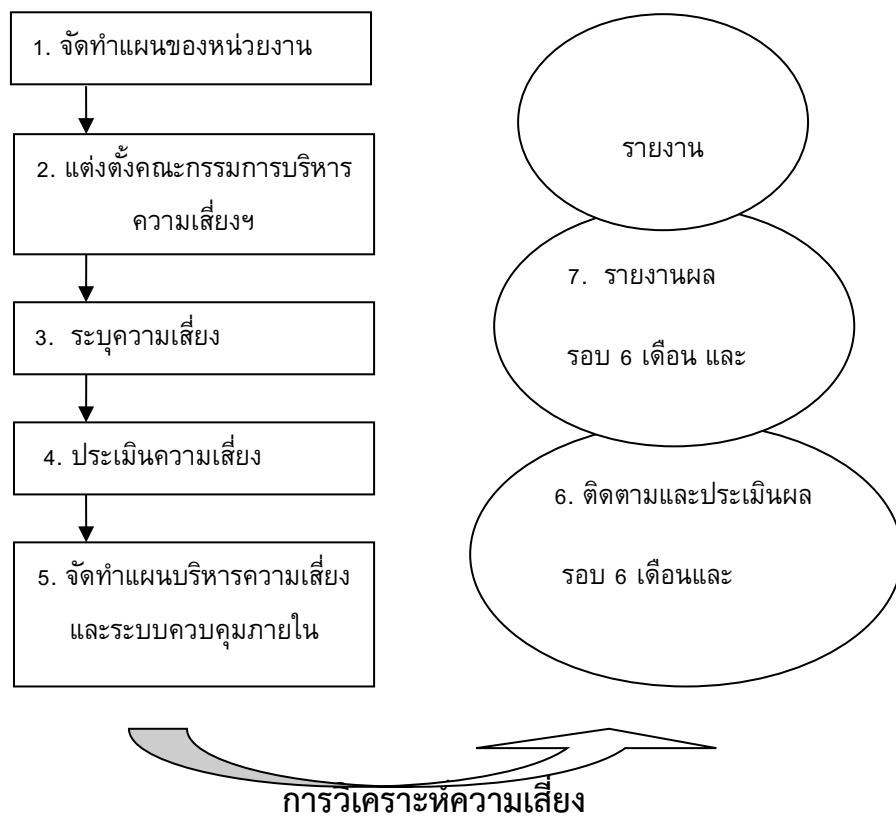 1. จัดทำแผนของหน่วยงาน
2. แต่งตั้งคณะกรรมการบริหาร
ความเสี่ยงฯ
3. ระบุความเสี่ยง
4. ประเมินความเสี่ยง
5. จัดทำแผนบริหารความเสี่ยง
และระบบควบคุมภายใน
รายงาน
7. รายงานผล
รอบ 6 เดือน และ
6. ติดตามและประเมินผล
รอบ 6 เดือนและ
การวิเคราะห์ความเสี่ยง